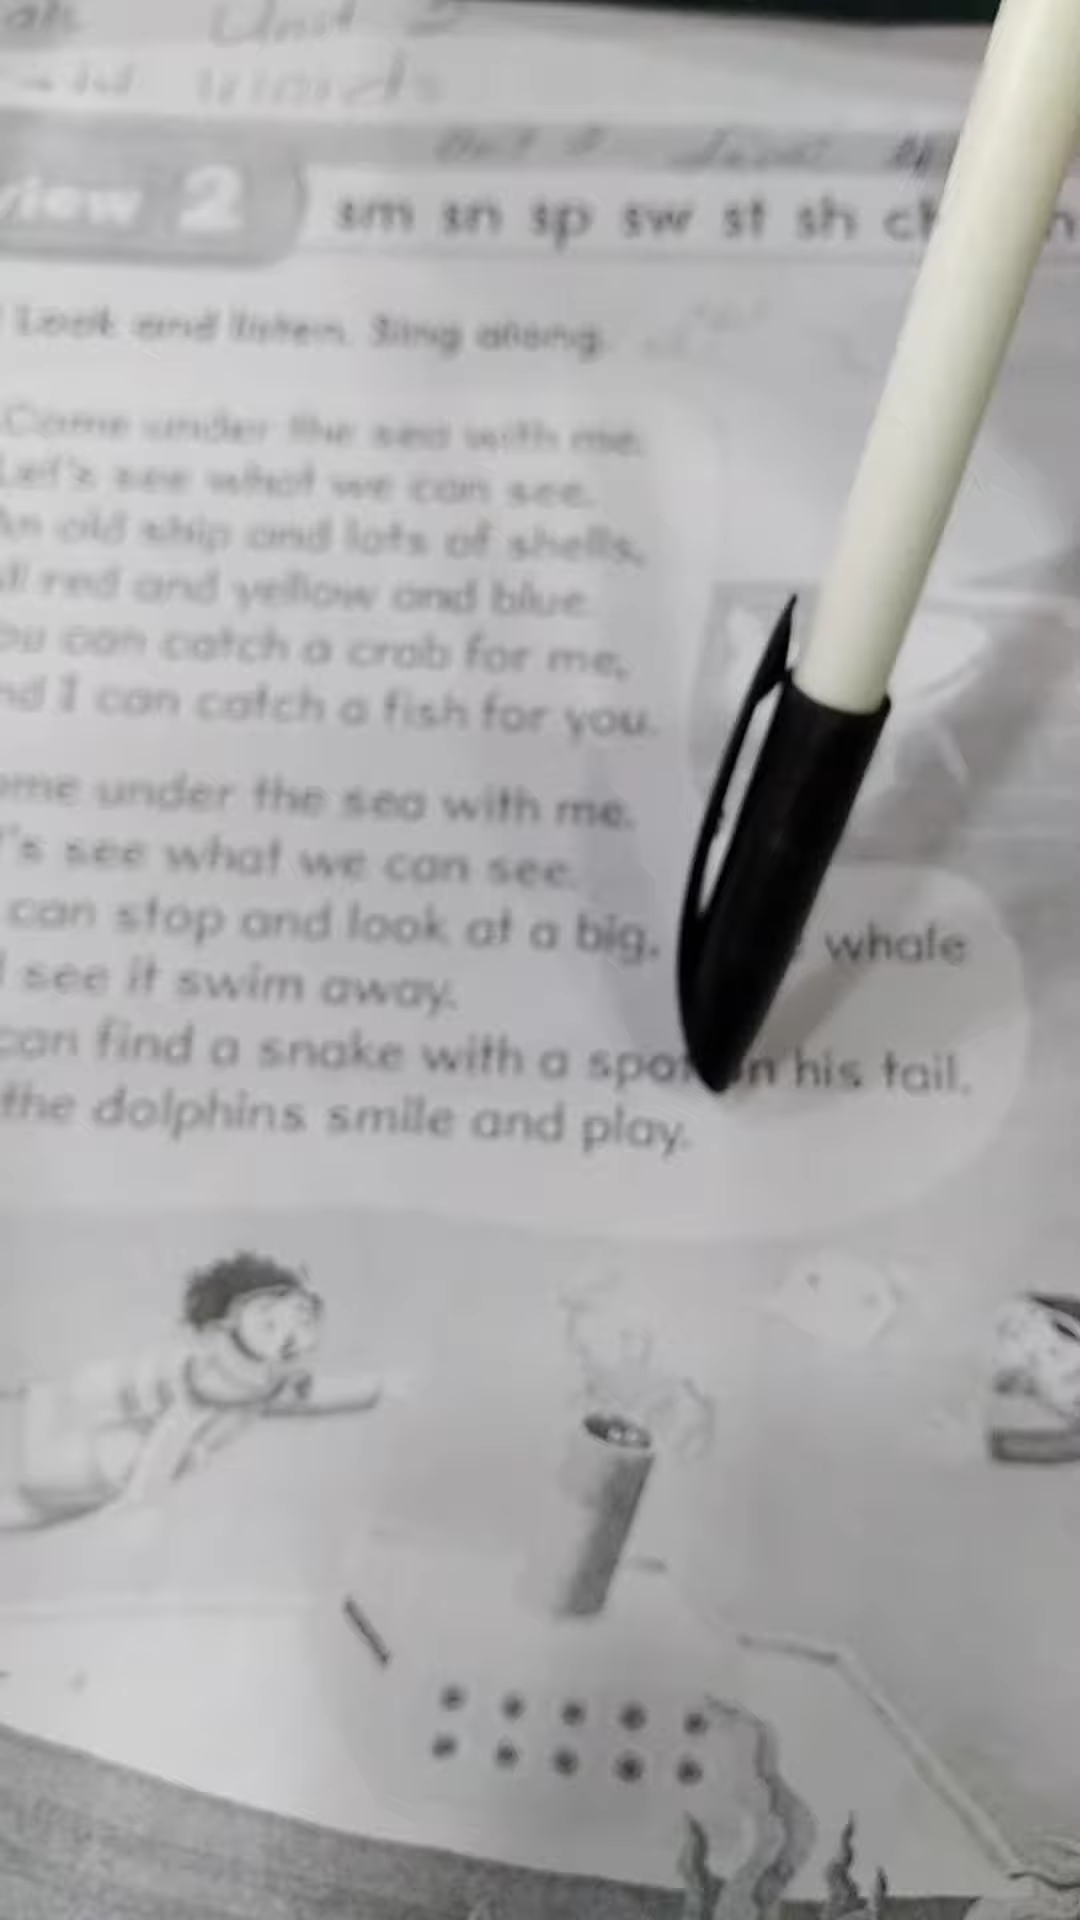 Unit 2
words
view 2 sm sn sp sw st sh
Look and listen. Sing along.
Come under the sea with me.
Let's see what we can see.
An old ship and lots of shells,
ll red and yellow and blue
ou can catch a crab for me,
nd I can catch a fish for you.
ome under the sea with me.
's see what we can see.
can stop and look at a big, whale
see it swim away.
can find a snake with a spot on his tail.
the dolphins smile and play.